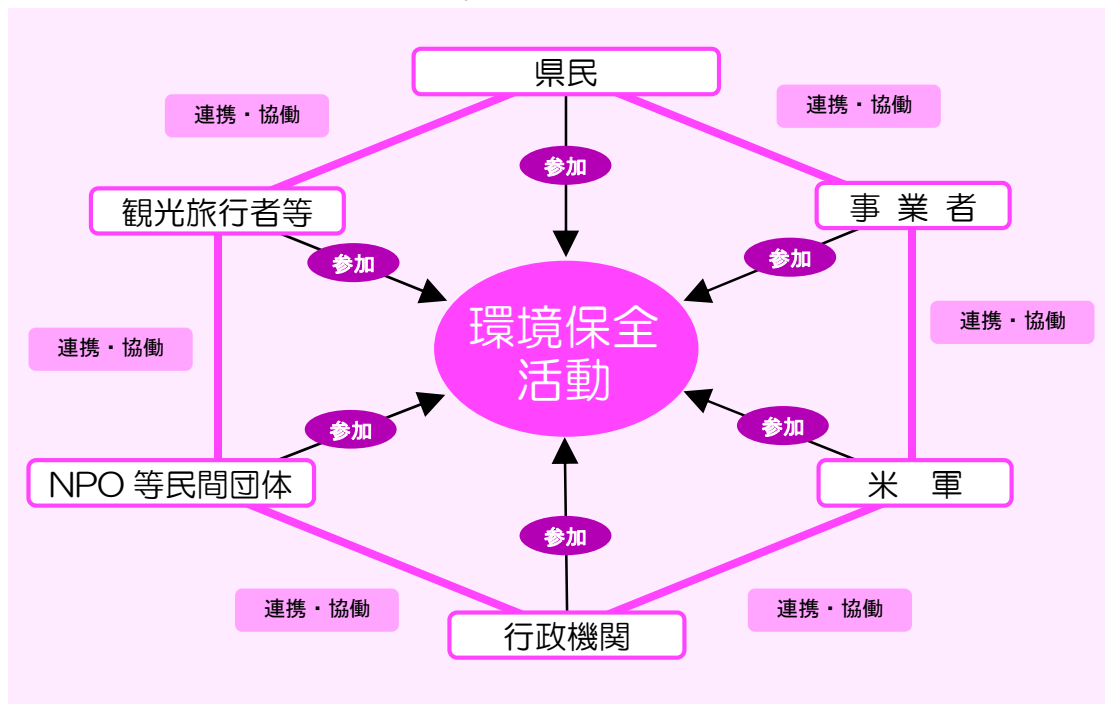 県民
連携・協働
連携・協働
参加
観光旅行者等
事 業 者
参加
参加
環境保全
活動
連携・協働
連携・協働
参加
参加
NPO 等民間団体
米　軍
参加
連携・協働
連携・協働
行政機関